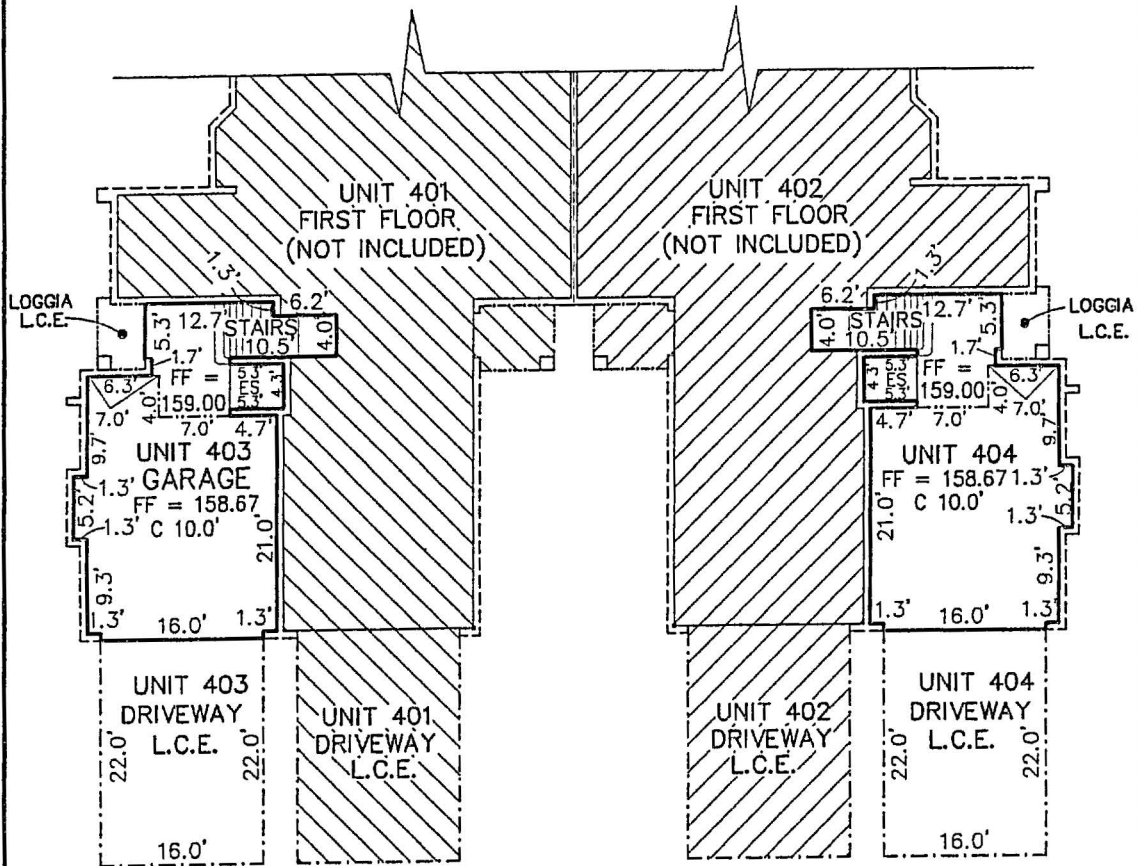 UNIT 401
FIRST FLOOR
(NOT INCLUDED)
UNIT 402
FIRST FLOOR
(NOT INCLUDED)
LOGGIA
L.C.E.
1.3'
6.2'
5.3'
12.7'
STAIRS
10.5'
4.0'
1.7'
6.3'
FF =
159.00
5.3'
ES
5.3'
4.3'
7.0'
4.0'
7.0'
4.7'
9.7'
UNIT 403
GARAGE
FF = 158.67
C 10.0'
1.3'
5.2'
1.3'
21.0'
9.3'
1.3'
16.0'
1.3'
1.3'
6.2'
4.0'
STAIRS
10.5'
12.7'
5.3'
LOGGIA
L.C.E.
1.7'
4.3'
5.3'
ES
5.3'
FF =
159.00
6.3'
4.0'
7.0'
4.7'
7.0'
9.7'
UNIT 404
FF = 158.67
C 10.0'
1.3'
5.2'
1.3'
21.0'
9.3'
1.3'
16.0'
1.3'
UNIT 403
DRIVEWAY
L.C.E.
22.0'
22.0'
16.0'
UNIT 401
DRIVEWAY
L.C.E.
UNIT 402
DRIVEWAY
L.C.E.
UNIT 404
DRIVEWAY
L.C.E.
22.0'
22.0'
16.0'